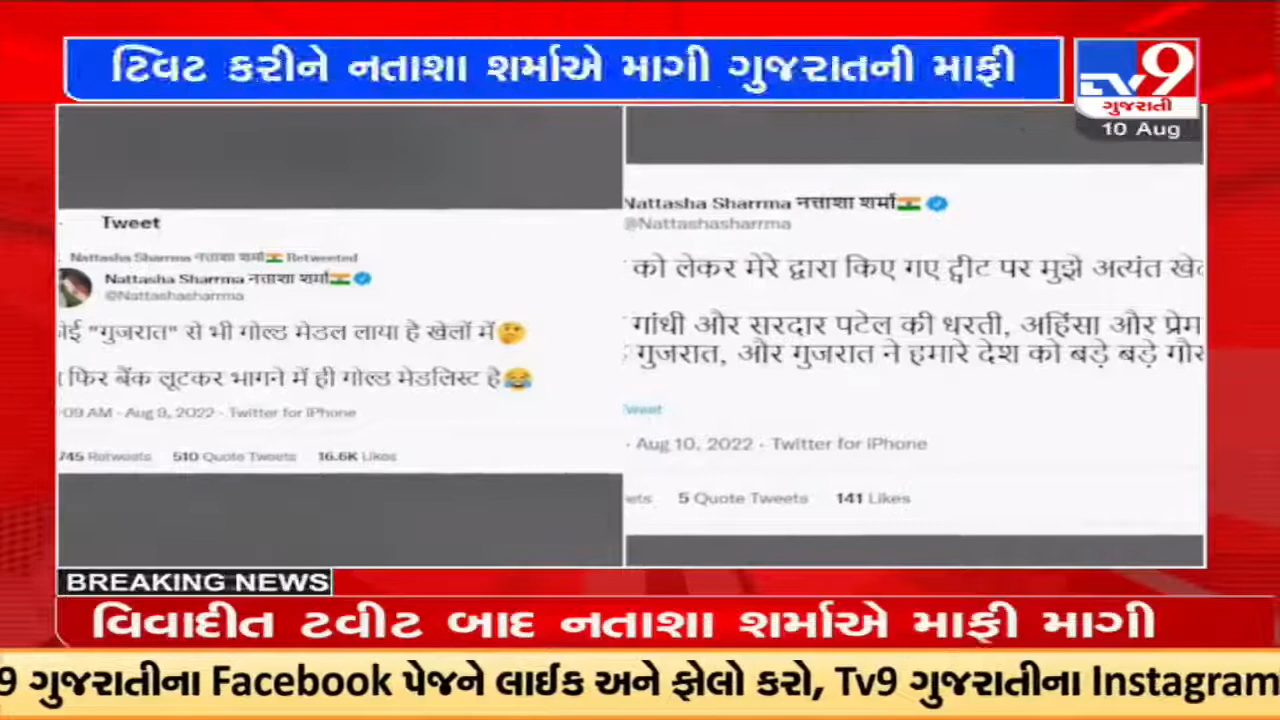 ટ્વિટ કરીને નતાશા શર્માએ માગી ગુજરાતની માફી
TV9
ગુજરાતી
10 Aug
Tweet
Nattasha Sharrma नत्ताशा शर्मा🇮🇳 Retweeted
Nattasha Sharrma नत्ताशा शर्मा🇮🇳
@Nattasharrma
"गुजरात" से भी गोल्ड मेडल लाया है खेलों में🤔
फिर बैंक लूटकर भागने में ही गोल्ड मेडलिस्ट है😂
:09 AM · Aug 9, 2022 · Twitter for iPhone
745 Retweets 510 Quote Tweets 16.6K Likes
Nattasha Sharrma नत्ताशा शर्मा🇮🇳
@Nattashasharrma
को लेकर मेरे द्वारा किए गए ट्वीट पर मुझे अत्यंत
गांधी और सरदार पटेल की धरती, अहिंसा और प्रेम
गुजरात, और गुजरात ने हमारे देश को बड़े बड़े
Tweet
· Aug 10, 2022 · Twitter for iPhone
5 Quote Tweets 141 Likes
BREAKING NEWS
વિવાદીત ટ્વીટ બાદ નતાશા શર્માએ માફી માગી
9 ગુજરાતીના Facebook પેજને લાઈક અને ફોલો કરો, Tv9 ગુજરાતીના Instagram